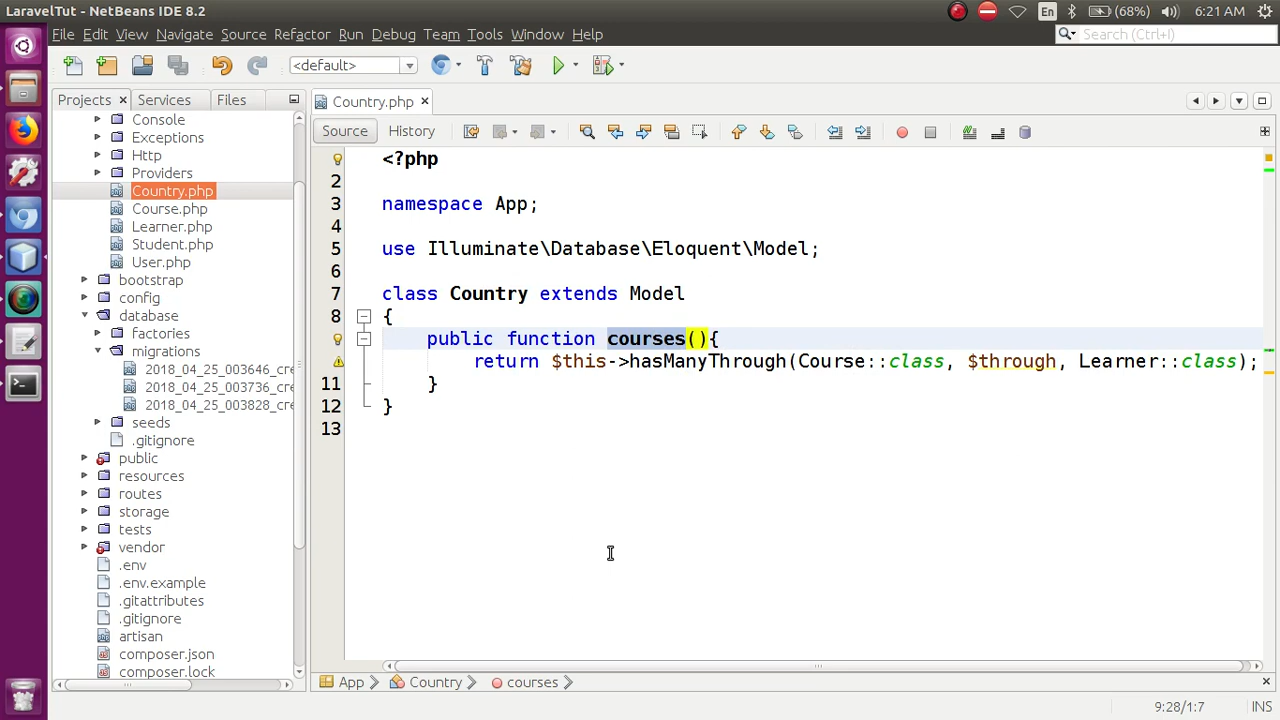 LaravelTut - NetBeans IDE 8.2 En (68%) 6:21 AM
File Edit View Navigate Source Refactor Run Debug Team Tools Window Help Search (Ctrl+I)
<default>
Projects Services Files Country.php
Source History
Console
Exceptions
Http
Providers
Country.php
Course.php
Learner.php
Student.php
User.php
bootstrap
config
database
factories
migrations
2018_04_25_003646_cre
2018_04_25_003736_cre
2018_04_25_003828_cre
seeds
.gitignore
public
resources
routes
storage
tests
vendor
.env
.env.example
.gitattributes
.gitignore
artisan
composer.json
composer.lock
<?php
2
3 namespace App;
4
5 use Illuminate\Database\Eloquent\Model;
6
7 class Country extends Model
8 {
public function courses(){
return $this->hasManyThrough(Course::class, $through, Learner::class);
11 }
12 }
13
App Country courses
9:28/1:7 INS